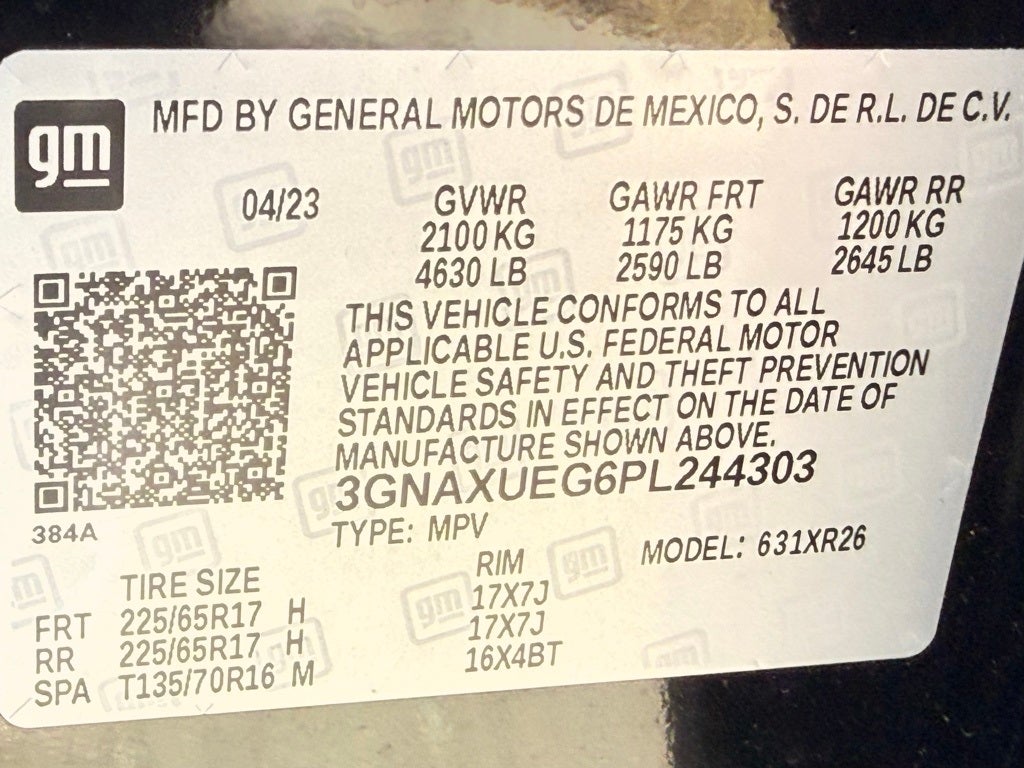 gm
MFD BY GENERAL MOTORS DE MEXICO, S. DE R.L. DE C.V.
04/23 GVWR GAWR FRT GAWR RR
2100 KG 1175 KG 1200 KG
4630 LB 2590 LB 2645 LB
THIS VEHICLE CONFORMS TO ALL
APPLICABLE U.S. FEDERAL MOTOR
VEHICLE SAFETY AND THEFT PREVENTION
STANDARDS IN EFFECT ON THE DATE OF
MANUFACTURE SHOWN ABOVE.
3GNAXUEG6PL244303
384A
TYPE: MPV MODEL: 631XR26
TIRE SIZE RIM
FRT 225/65R17 H 17X7J
RR 225/65R17 H 17X7J
SPA T135/70R16 M 16X4BT